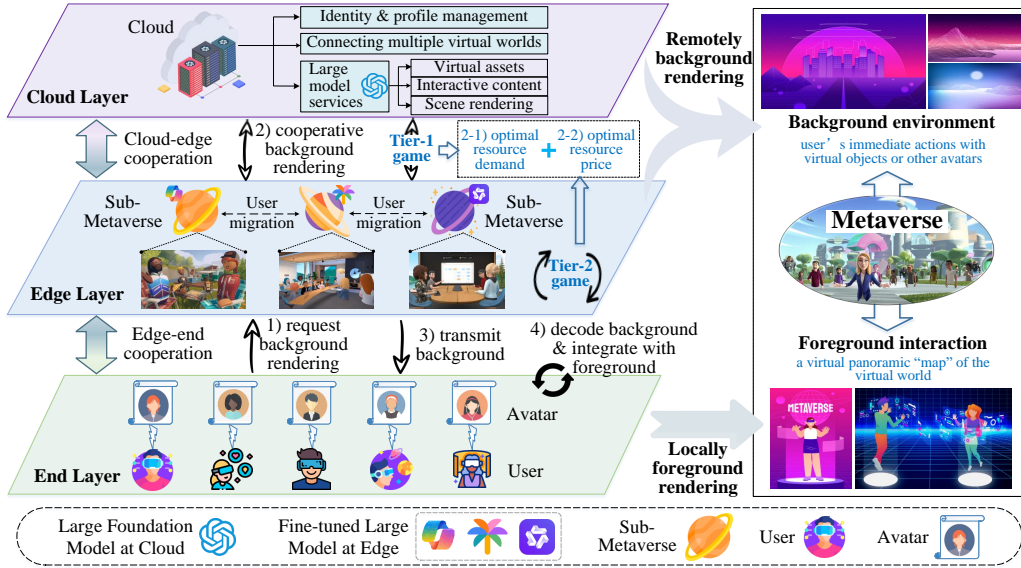 Cloud
Identity & profile management
Connecting multiple virtual worlds
Large
model
services
Virtual assets
Interactive content
Scene rendering
Cloud Layer
Remotely
background
rendering
Cloud-edge
cooperation
2) cooperative
background
rendering
Tier-1
game
2-1) optimal
resource
demand
+
2-2) optimal
resource
price
Sub-
Metaverse
User
migration
User
migration
Sub-
Metaverse
Tier-2
game
Edge Layer
Edge-end
cooperation
1) request
background
rendering
3) transmit
background
4) decode background
& integrate with
foreground
Avatar
User
End Layer
Locally
foreground
rendering
Background environment
user’s immediate actions with
virtual objects or other avatars
Metaverse
Foreground interaction
a virtual panoramic “map” of the
virtual world
METAVERSE
Large Foundation
Model at Cloud
Fine-tuned Large
Model at Edge
Sub-
Metaverse
User
Avatar